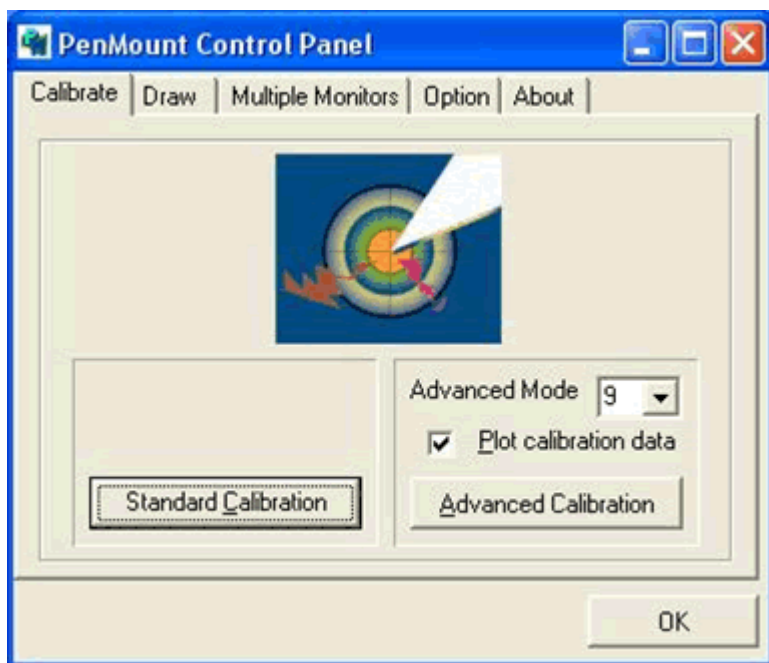 PenMount Control Panel
Calibrate Draw Multiple Monitors Option About
Advanced Mode 9
Plot calibration data
Standard Calibration Advanced Calibration
OK